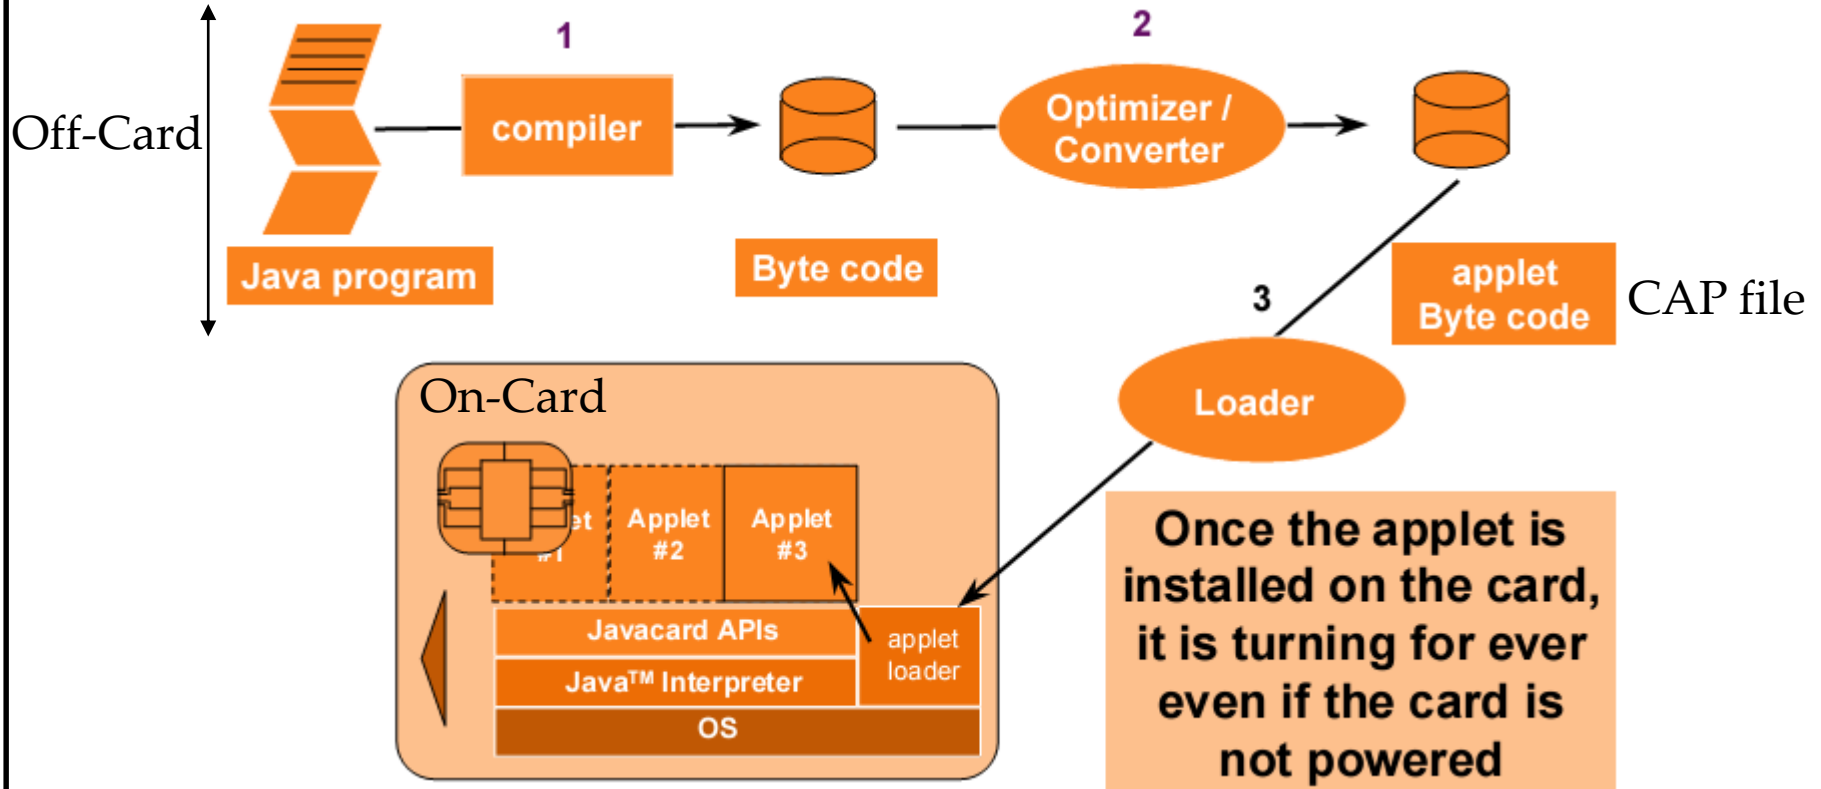 1
2
Off-Card
compiler
Optimizer /
Converter
Java program
Byte code
applet
Byte code
CAP file
3
Loader
On-Card
et
#1
Applet
#2
Applet
#3
Javacard APIs
applet
loader
Java™ Interpreter
OS
Once the applet is
installed on the card,
it is turning for ever
even if the card is
not powered